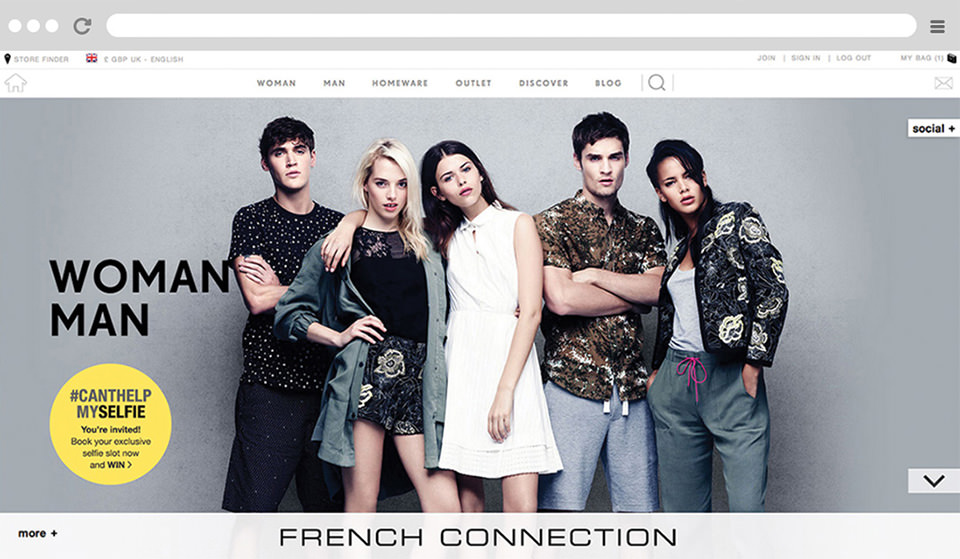 STORE FINDER
£ GBP UK - ENGLISH
JOIN | SIGN IN | LOG OUT
MY BAG (1)
WOMAN MAN HOMEWARE OUTLET DISCOVER BLOG
social +
WOMAN
MAN
#CANTHELP
MYSELFIE
You're invited!
Book your exclusive
selfie slot now
and WIN >
more +
FRENCH CONNECTION